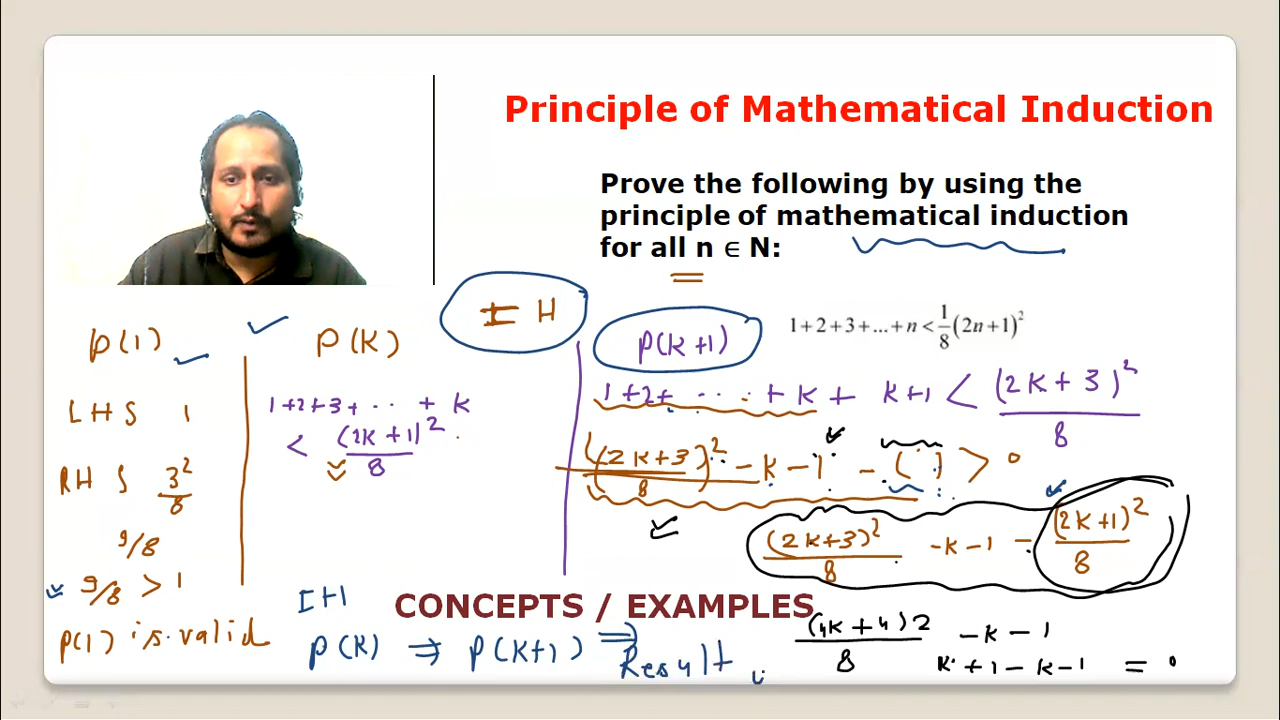 Principle of Mathematical Induction
Prove the following by using the
principle of mathematical induction
for all n ∈ N:
1+2+3+...+n < 1/8 (2n+1)²
P(1)
LHS 1
RHS 3²/8
9/8
9/8 > 1
P(1) is valid
P(K)
1+2+3+ ... + K
< (2K+1)²/8
I H
P(K+1)
1+2+ ... + K + K+1 < (2K+3)²/8
((2K+3)²/8) -K-1 -( ) > 0
(2K+3)²/8 -K-1 - (2K+1)²/8
(4K+4)2/8 -K-1
K+1-K-1 = 0
CONCEPTS / EXAMPLES
P(K) ⇒ P(K+1) ⇒ Result